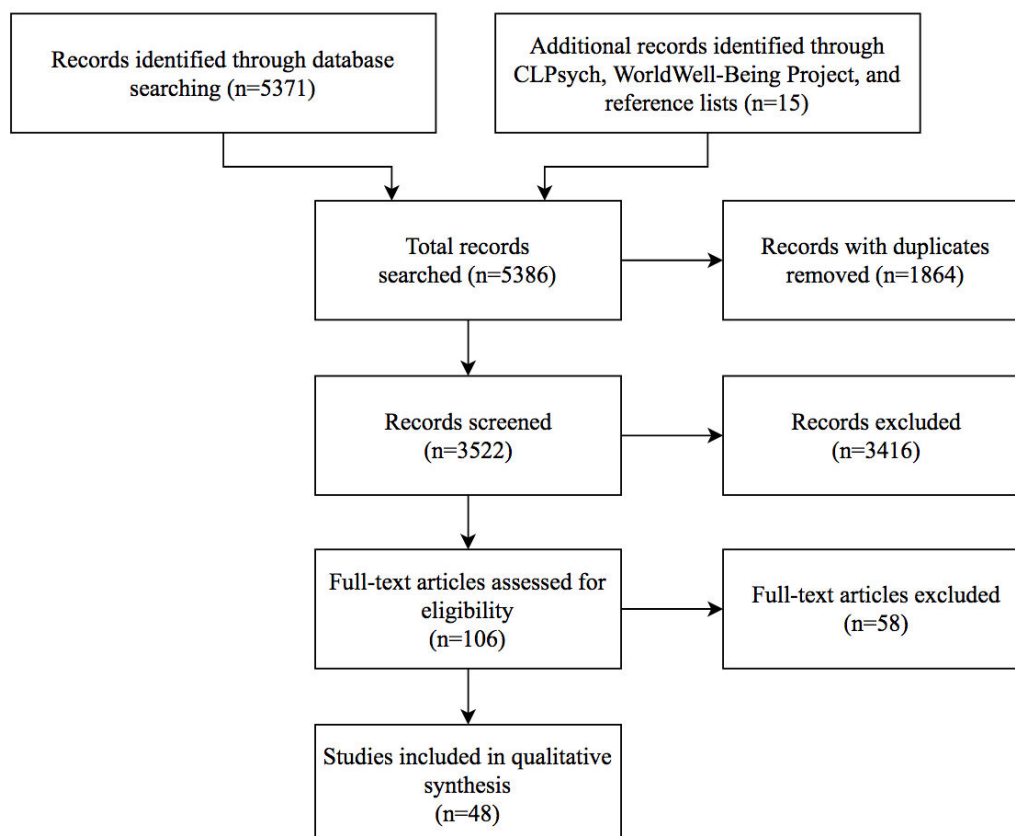 Records identified through database
searching (n=5371)
Additional records identified through
CLPsych, WorldWell-Being Project, and
reference lists (n=15)
Total records
searched (n=5386)
Records with duplicates
removed (n=1864)
Records screened
(n=3522)
Records excluded
(n=3416)
Full-text articles assessed for
eligibility
(n=106)
Full-text articles excluded
(n=58)
Studies included in qualitative
synthesis
(n=48)